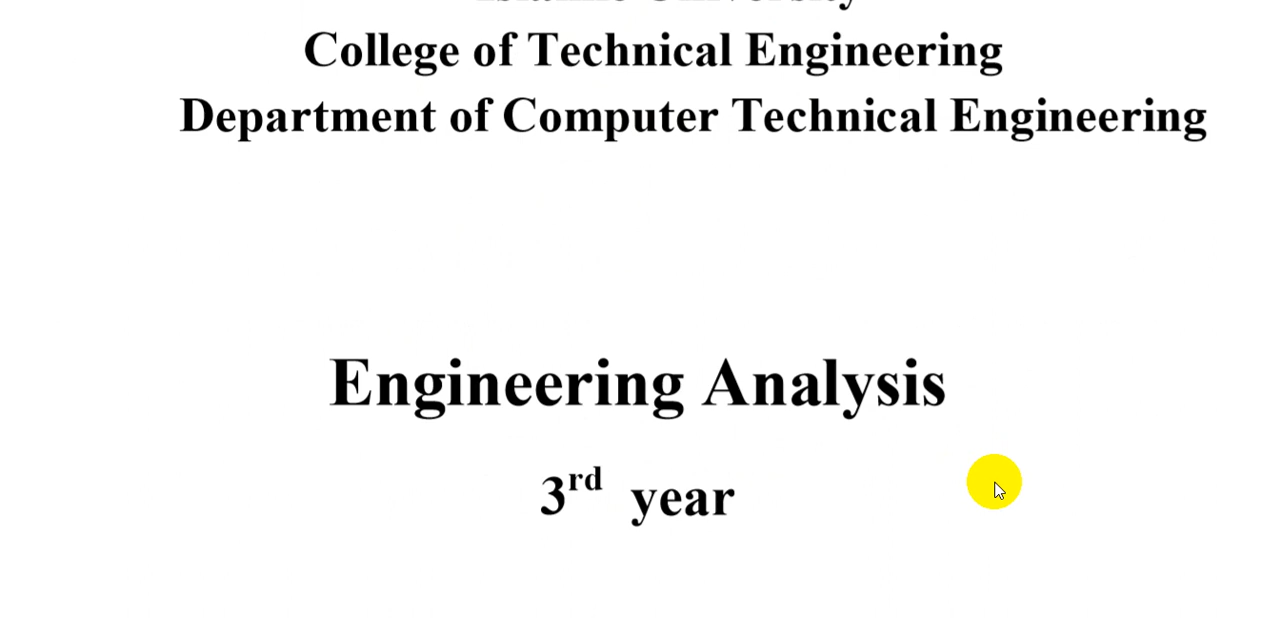 College of Technical Engineering
Department of Computer Technical Engineering
Engineering Analysis
3rd year